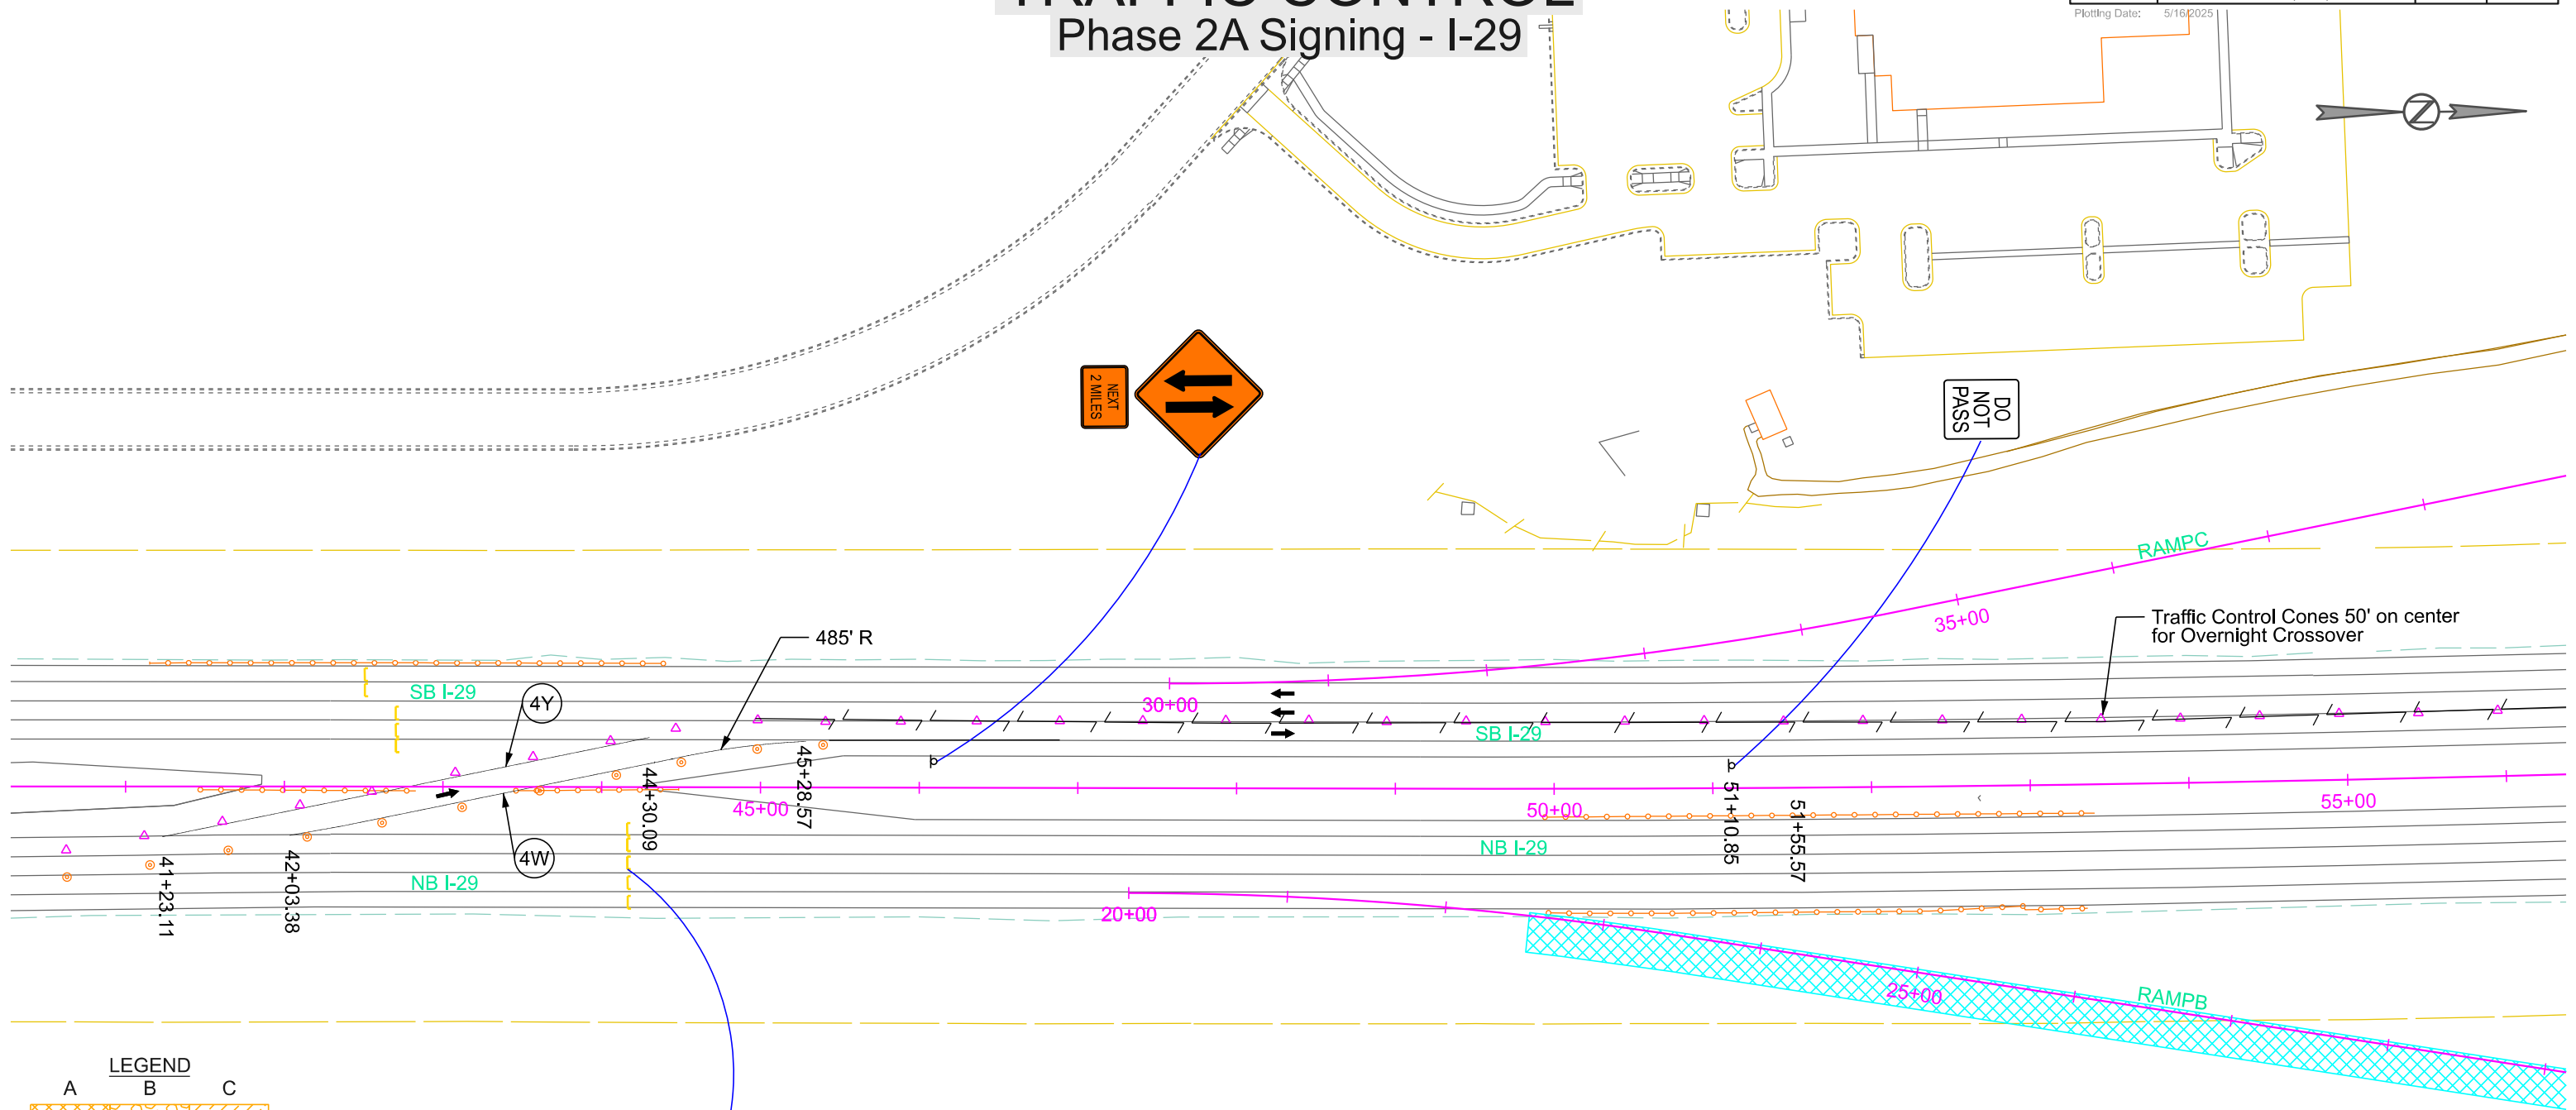 Phase 2A Signing - I-29
Plotting Date: 5/16/2025
NEXT
2 MILES
DO
NOT
PASS
RAMPC
35+00
Traffic Control Cones 50' on center
for Overnight Crossover
485' R
SB I-29
4Y
30+00
SB I-29
45+00
50+00
55+00
44+30.09
45+28.57
51+10.85
51+55.57
4W
NB I-29
NB I-29
41+23.11
42+03.38
20+00
25+00
RAMPB
LEGEND
A B C